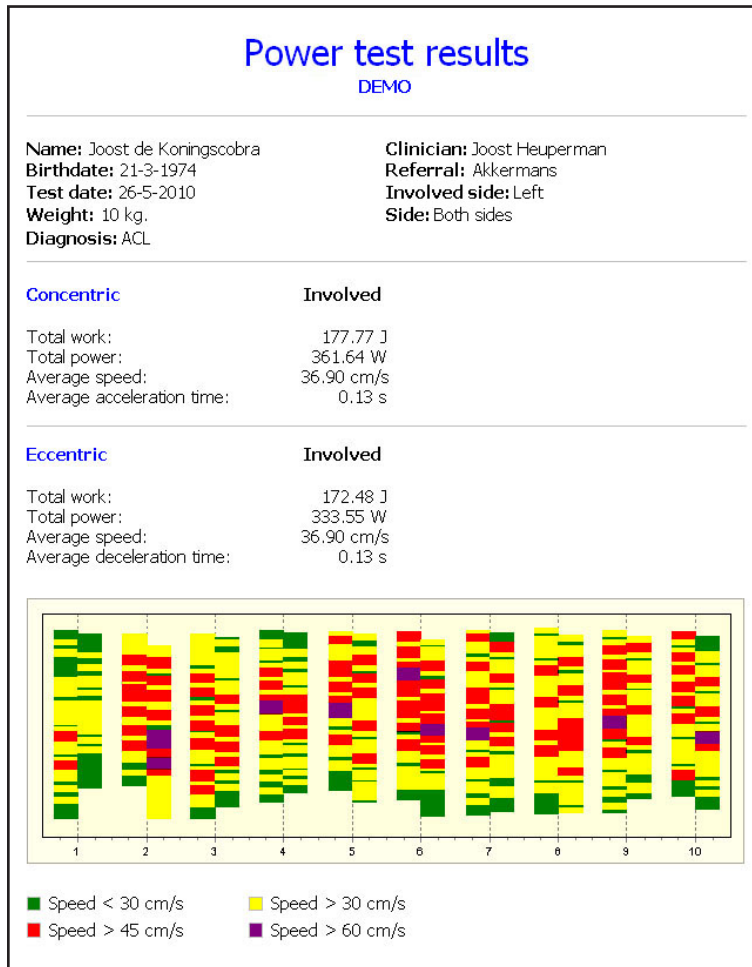 Power test results
DEMO
Name: Joost de Koningscobra
Birthdate: 21-3-1974
Test date: 26-5-2010
Weight: 10 kg.
Diagnosis: ACL
Clinician: Joost Heuperman
Referral: Akkermans
Involved side: Left
Side: Both sides
Concentric Involved
Total work: 177.77 J
Total power: 361.64 W
Average speed: 36.90 cm/s
Average acceleration time: 0.13 s
Eccentric Involved
Total work: 172.48 J
Total power: 333.55 W
Average speed: 36.90 cm/s
Average deceleration time: 0.13 s
1 2 3 4 5 6 7 8 9 10
Speed < 30 cm/s Speed > 30 cm/s
Speed > 45 cm/s Speed > 60 cm/s